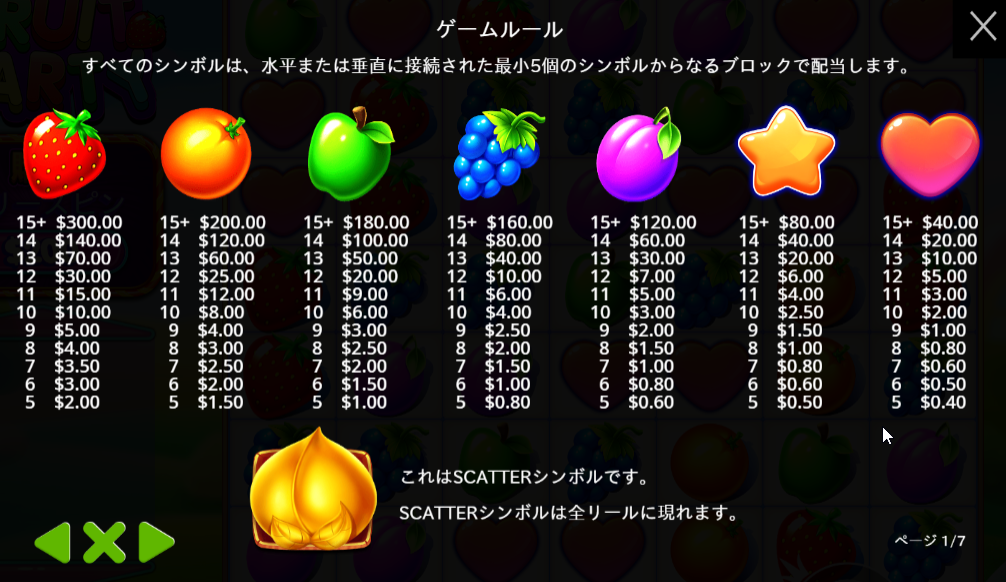 ゲームルール
すべてのシンボルは、水平または垂直に接続された最小5個のシンボルからなるブロックで配当します。
15+ $300.00 15+ $200.00 15+ $180.00 15+ $160.00 15+ $120.00 15+ $80.00 15+ $40.00
14 $140.00 14 $120.00 14 $100.00 14 $80.00 14 $60.00 14 $40.00 14 $20.00
13 $70.00 13 $60.00 13 $50.00 13 $40.00 13 $30.00 13 $20.00 13 $10.00
12 $30.00 12 $25.00 12 $20.00 12 $10.00 12 $7.00 12 $6.00 12 $5.00
11 $15.00 11 $12.00 11 $9.00 11 $6.00 11 $5.00 11 $4.00 11 $3.00
10 $10.00 10 $8.00 10 $6.00 10 $4.00 10 $3.00 10 $2.50 10 $2.00
9 $5.00 9 $4.00 9 $3.00 9 $2.50 9 $2.00 9 $1.50 9 $1.00
8 $4.00 8 $3.00 8 $2.50 8 $2.00 8 $1.50 8 $1.00 8 $0.80
7 $3.50 7 $2.50 7 $2.00 7 $1.50 7 $1.00 7 $0.80 7 $0.60
6 $3.00 6 $2.00 6 $1.50 6 $1.00 6 $0.80 6 $0.60 6 $0.50
5 $2.00 5 $1.50 5 $1.00 5 $0.80 5 $0.60 5 $0.50 5 $0.40
これはSCATTERシンボルです。
SCATTERシンボルは全リールに現れます。
ページ 1/7